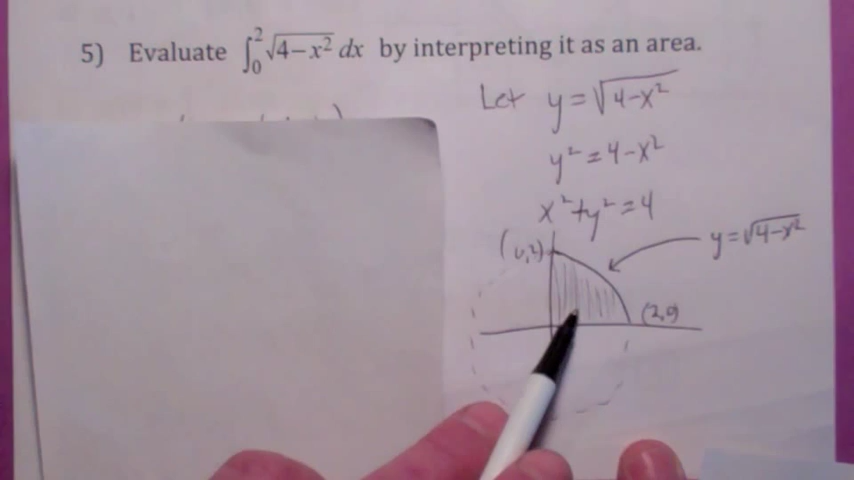 5) Evaluate ∫₀² √4−x² dx by interpreting it as an area.
Let y = √4-x²
y² = 4-x²
x²+y² = 4
(0,2)
y = √4-x²
(2,0)